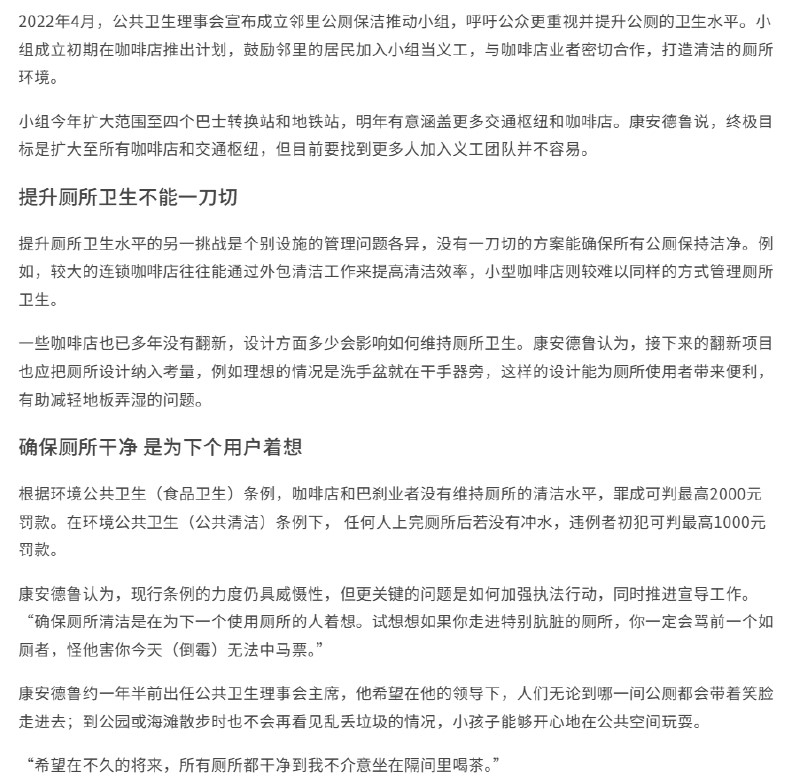 2022年4月，公共卫生理事会宣布成立邻里公厕保洁推动小组，呼吁公众更重视并提升公厕的卫生水平。小
组成立初期在咖啡店推出计划，鼓励邻里的居民加入小组当义工，与咖啡店业者密切合作，打造清洁的厕所
环境。
小组今年扩大范围至四个巴士转换站和地铁站，明年有意涵盖更多交通枢纽和咖啡店。康安德鲁说，终极目
标是扩大至所有咖啡店和交通枢纽，但目前要找到更多人加入义工团队并不容易。
提升厕所卫生不能一刀切
提升厕所卫生水平的另一挑战是个别设施的管理问题各异，没有一刀切的方案能确保所有公厕保持洁净。例
如，较大的连锁咖啡店往往能通过外包清洁工作来提高清洁效率，小型咖啡店则较难以同样的方式管理厕所
卫生。
一些咖啡店也已多年没有翻新，设计方面多少会影响如何维持厕所卫生。康安德鲁认为，接下来的翻新项目
也应把厕所设计纳入考量，例如理想的情况是洗手盆就在干手器旁，这样的设计能为厕所使用者带来便利，
有助减轻地板弄湿的问题。
确保厕所干净 是为下个用户着想
根据环境公共卫生（食品卫生）条例，咖啡店和巴刹业者没有维持厕所的清洁水平，罪成可判最高2000元
罚款。在环境公共卫生（公共清洁）条例下， 任何人上完厕所后若没有冲水，违例者初犯可判最高1000元
罚款。
康安德鲁认为，现行条例的力度仍具威慑性，但更关键的问题是如何加强执法行动，同时推进宣导工作。
“确保厕所清洁是在为下一个使用厕所的人着想。试想想如果你走进特别肮脏的厕所，你一定会骂前一个如
厕者，怪他害你今天（倒霉）无法中马票。”
康安德鲁约一年半前出任公共卫生理事会主席，他希望在他的领导下，人们无论到哪一间公厕都会带着笑脸
走进去；到公园或海滩散步时也不会再看见乱丢垃圾的情况，小孩子能够开心地在公共空间玩耍。
“希望在不久的将来，所有厕所都干净到我不介意坐在隔间里喝茶。”